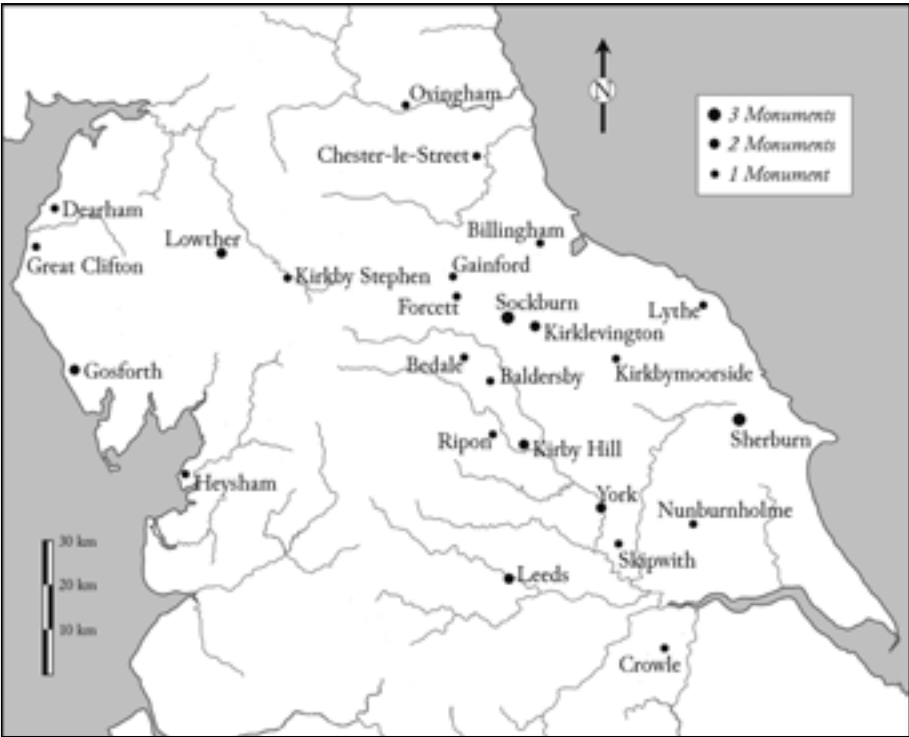 Ovingham
N
3 Monuments
2 Monuments
1 Monument
Chester-le-Street
Dearham
Lowther
Billingham
Great Clifton
Kirkby Stephen
Gainford
Forcett
Sockburn
Lythe
Kirklevington
Gosforth
Bedale
Baldersby
Kirkbymoorside
Ripon
Kirby Hill
Sherburn
Heysham
York
Nunburnholme
30 km
Skipwith
Leeds
20 km
10 km
Crowle